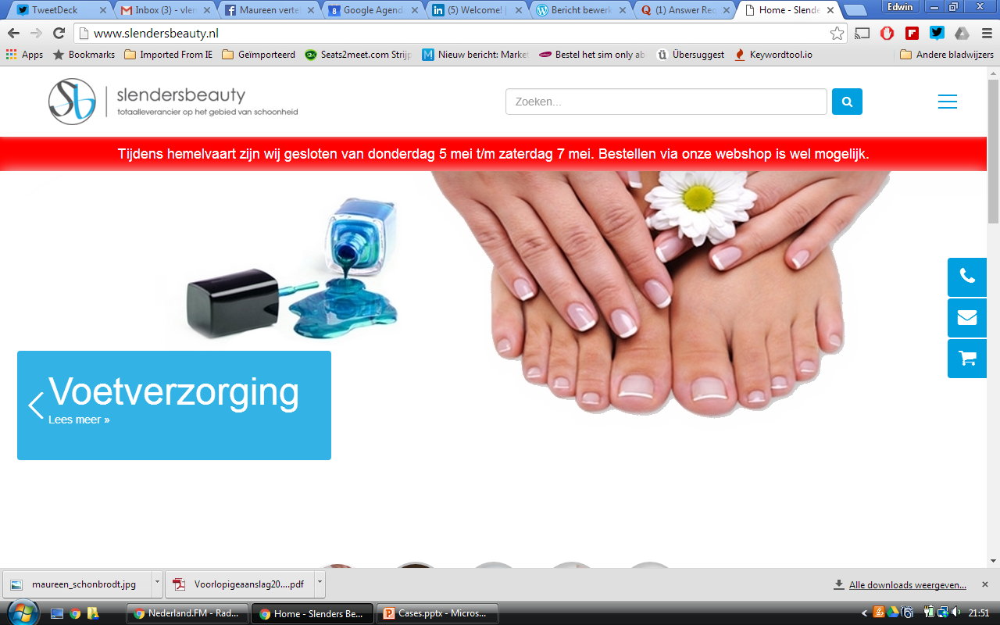 TweetDeck
Inbox (3) - vler
Maureen vertel
Google Agend
(5) Welcome! |
Bericht bewerk
(1) Answer Req
Home - Slende
Edwin
www.slendersbeauty.nl
Apps
Bookmarks
Imported From IE
Geïmporteerd
Seats2meet.com Strijp
Nieuw bericht: Market
Bestel het sim only ab
Übersuggest
Keywordtool.io
Andere bladwijzers
Sb
slendersbeauty
totaalleverancier op het gebied van schoonheid
Zoeken...
Tijdens hemelvaart zijn wij gesloten van donderdag 5 mei t/m zaterdag 7 mei. Bestellen via onze webshop is wel mogelijk.
Voetverzorging
Lees meer »
maureen_schonbrodt.jpg
Voorlopigeaanslag20....pdf
Alle downloads weergeven...
Nederland.FM - Rad...
Home - Slenders Be...
Cases.pptx - Micros...
21:51